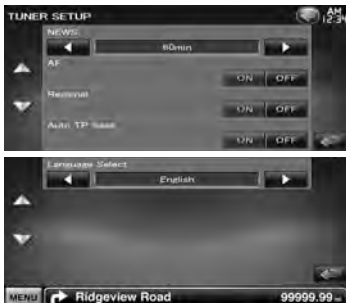 TUNER SETUP
AM
12:34
NEWS
60min
AF
ON OFF
Regional
ON OFF
Auto TP Seek
ON OFF
Language Select
English
MENU Ridgeview Road 99999.99